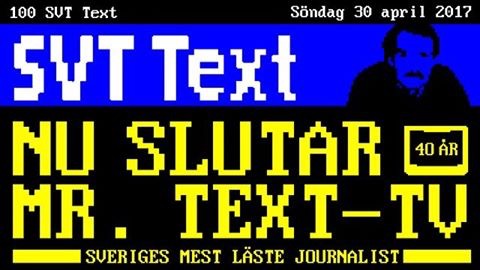 100 SVT Text Söndag 30 april 2017
SVT Text
NU SLUTAR 40 ÅR
MR. TEXT-TV
SVERIGES MEST LÄSTE JOURNALIST